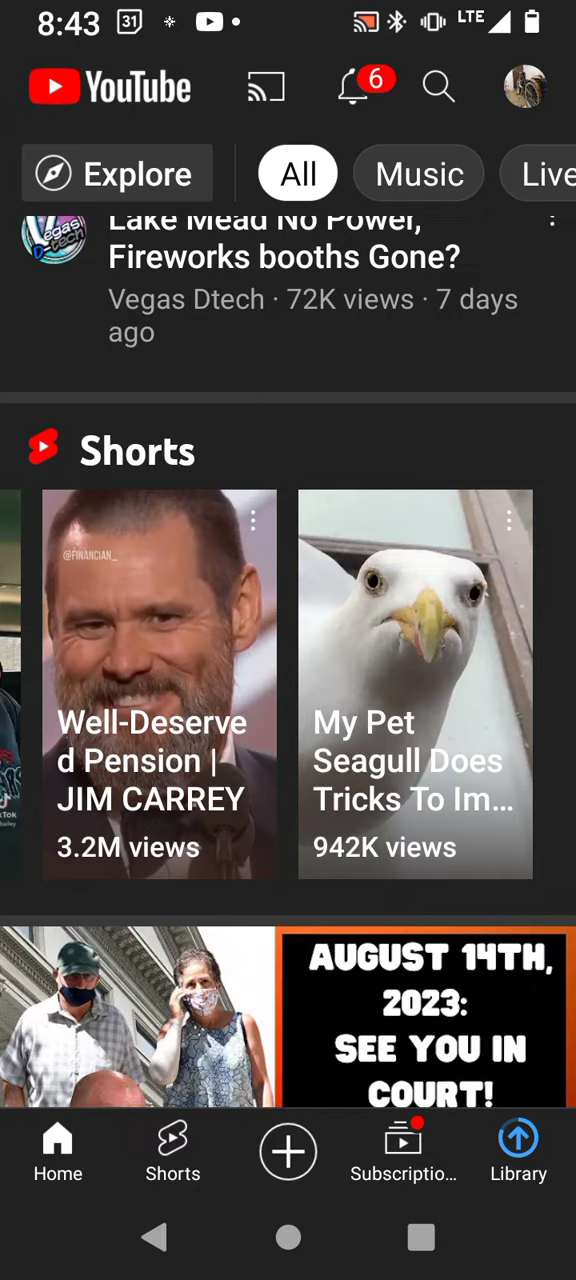 8:43
31
LTE
YouTube
6
Explore
All
Music
Live
Vegas
D-tech
Lake Mead No Power,
Fireworks booths Gone?
Vegas Dtech · 72K views · 7 days
ago
Shorts
@FINANCIAN_
Well-Deserve
d Pension |
JIM CARREY
3.2M views
My Pet
Seagull Does
Tricks To Im...
942K views
AUGUST 14TH,
2023:
SEE YOU IN
COURT!
Home
Shorts
Subscriptio...
Library